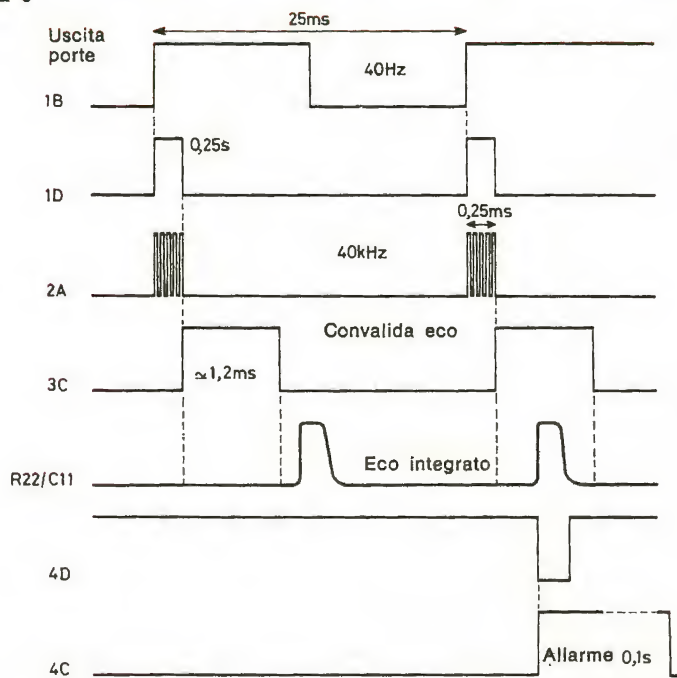 25ms
Uscita
porte
40Hz
1B
0,25s
1D
0,25ms
40kHz
2A
Convalida eco
≃1,2ms
3C
Eco integrato
R22/C11
4D
Allarme 0,1s
4C